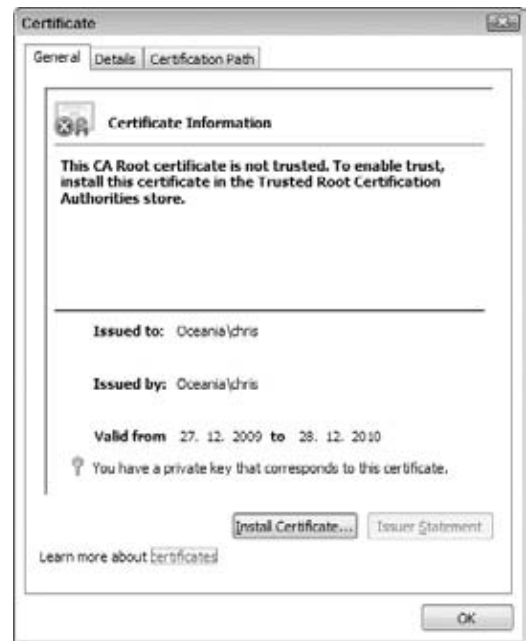 Certificate
General Details Certification Path
Certificate Information
This CA Root certificate is not trusted. To enable trust,
install this certificate in the Trusted Root Certification
Authorities store.
Issued to: Oceania\chris
Issued by: Oceania\chris
Valid from 27. 12. 2009 to 28. 12. 2010
You have a private key that corresponds to this certificate.
Install Certificate... Issuer Statement
Learn more about certificates
OK